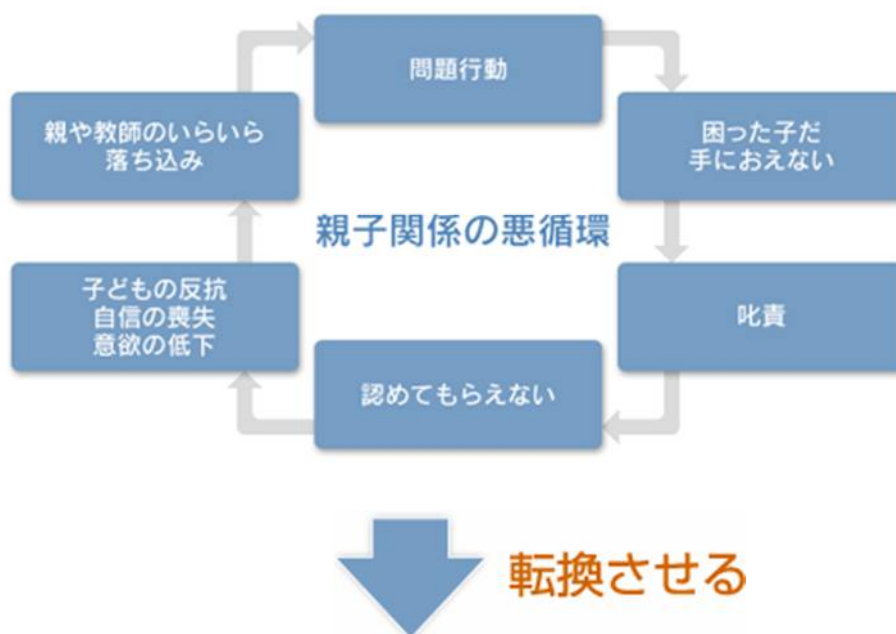 問題行動
困った子だ
手におえない
叱責
認めてもらえない
子どもの反抗
自信の喪失
意欲の低下
親や教師のいらいら
落ち込み
親子関係の悪循環
転換させる